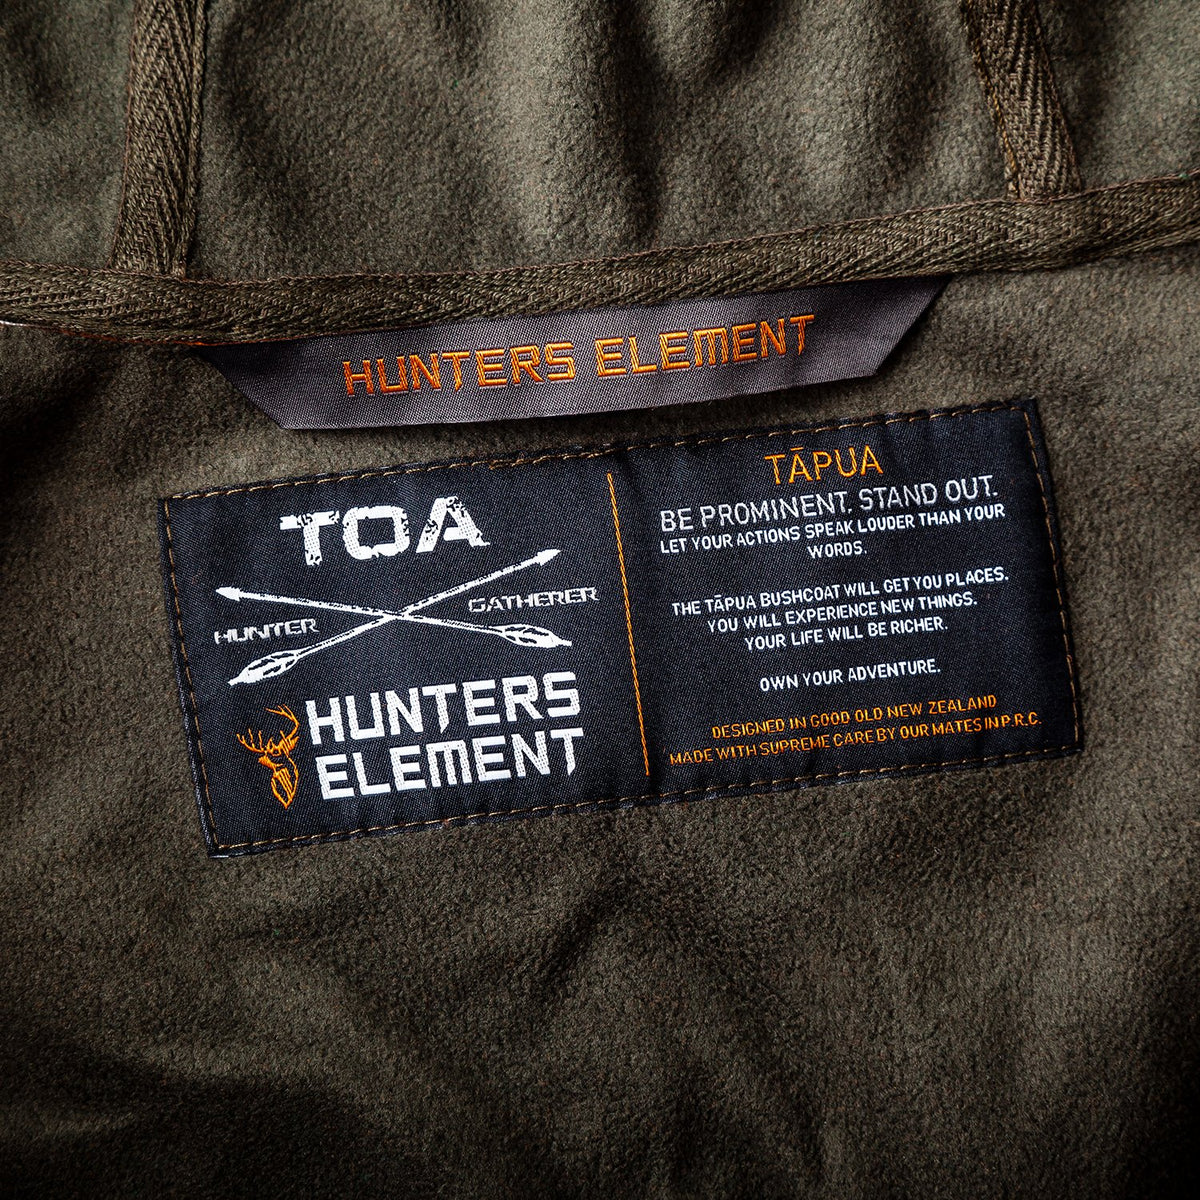 HUNTERS ELEMENT
TOA
HUNTER
GATHERER
HUNTERS
ELEMENT
TĀPUA
BE PROMINENT. STAND OUT.
LET YOUR ACTIONS SPEAK LOUDER THAN YOUR
WORDS.
THE TĀPUA BUSHCOAT WILL GET YOU PLACES.
YOU WILL EXPERIENCE NEW THINGS.
YOUR LIFE WILL BE RICHER.
OWN YOUR ADVENTURE.
DESIGNED IN GOOD OLD NEW ZEALAND
MADE WITH SUPREME CARE BY OUR MATES IN P.R.C.